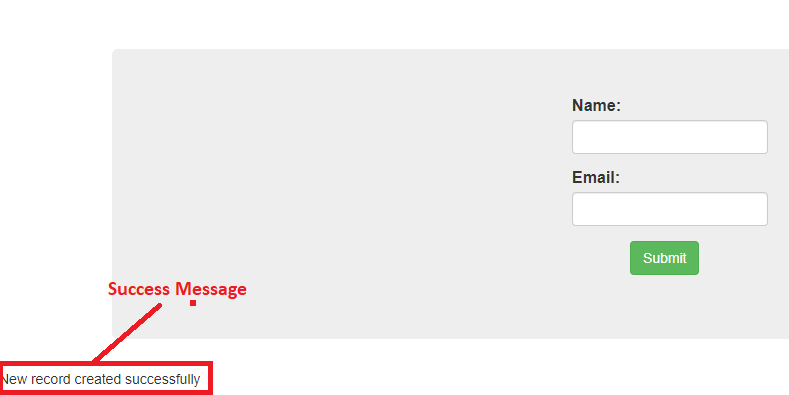 Name:
Email:
Submit
Success Message
New record created successfully